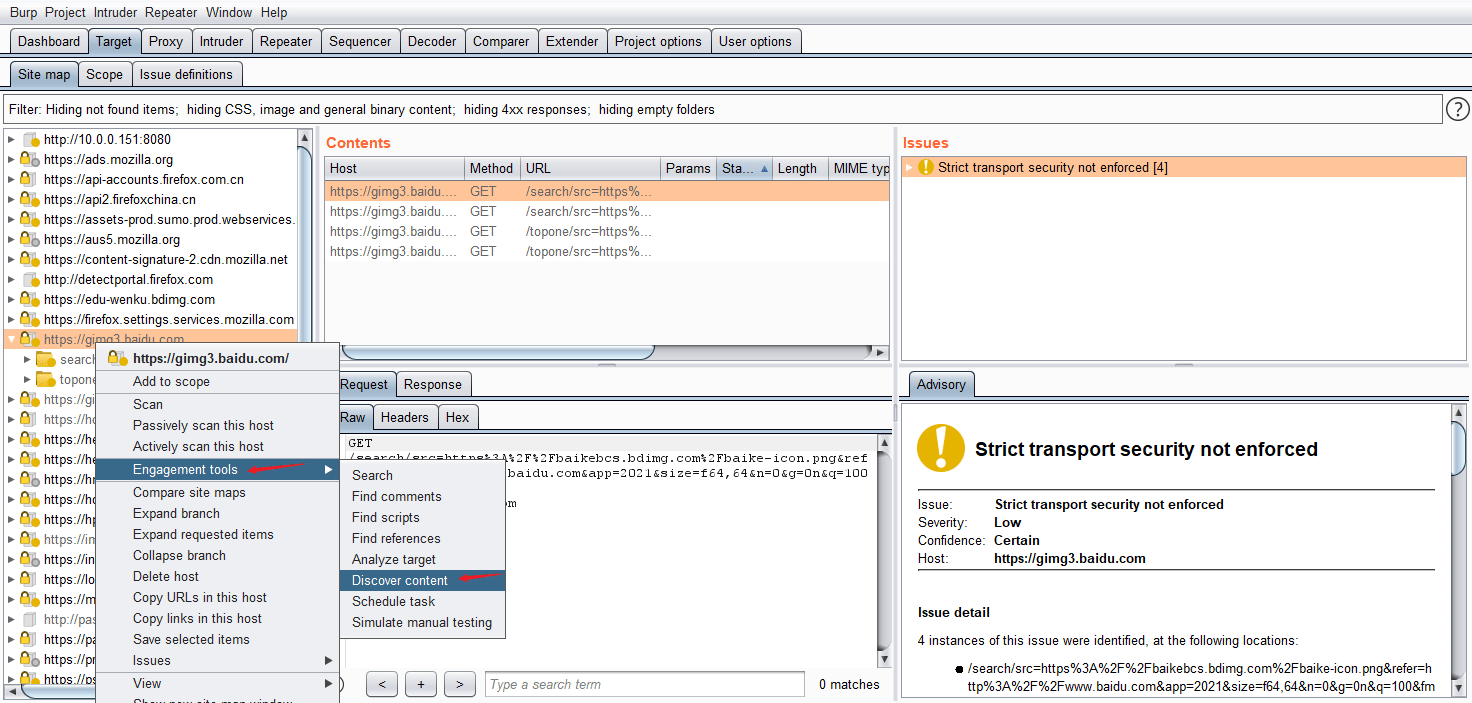 Burp Project Intruder Repeater Window Help
Dashboard Target Proxy Intruder Repeater Sequencer Decoder Comparer Extender Project options User options
Site map Scope Issue definitions
Filter: Hiding not found items; hiding CSS, image and general binary content; hiding 4xx responses; hiding empty folders
?
http://10.0.0.151:8080
https://ads.mozilla.org
https://api-accounts.firefox.com.cn
https://api2.firefoxchina.cn
https://assets-prod.sumo.prod.webservices.
https://aus5.mozilla.org
https://content-signature-2.cdn.mozilla.net
http://detectportal.firefox.com
https://edu-wenku.bdimg.com
https://firefox.settings.services.mozilla.com
https://gimg3.baidu.com
search
topone
https://gi
https://ho
https://he
https://he
https://hr
https://ho
https://hp
https://im
https://in
https://lo
https://m
http://pas
https://pa
https://pr
https://ps
https://gimg3.baidu.com/
Add to scope
Scan
Passively scan this host
Actively scan this host
Engagement tools
Compare site maps
Expand branch
Expand requested items
Collapse branch
Delete host
Copy URLs in this host
Copy links in this host
Save selected items
Issues
View
Show new site map window
Search
Find comments
Find scripts
Find references
Analyze target
Discover content
Schedule task
Simulate manual testing
Contents
Host Method URL Params Sta... Length MIME typ
https://gimg3.baidu.... GET /search/src=https%...
https://gimg3.baidu.... GET /search/src=https%...
https://gimg3.baidu.... GET /topone/src=https%...
https://gimg3.baidu.... GET /topone/src=https%...
Request Response
Raw Headers Hex
GET
/search/src=https%3A%2F%2Fbaikebcs.bdimg.com%2Fbaike-icon.png&ref
baidu.com&app=2021&size=f64,64&n=0&g=0n&q=100
om
< + > Type a search term 0 matches
Issues
Strict transport security not enforced [4]
Advisory
Strict transport security not enforced
Issue: Strict transport security not enforced
Severity: Low
Confidence: Certain
Host: https://gimg3.baidu.com
Issue detail
4 instances of this issue were identified, at the following locations:
/search/src=https%3A%2F%2Fbaikebcs.bdimg.com%2Fbaike-icon.png&refer=h
ttp%3A%2F%2Fwww.baidu.com&app=2021&size=f64,64&n=0&g=0n&q=100&fm